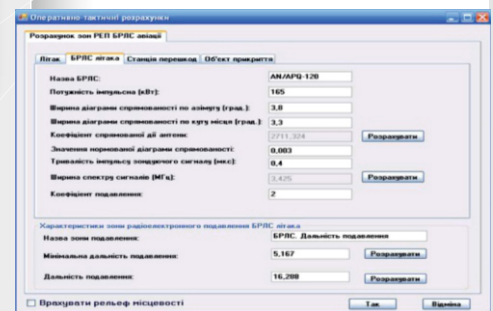 Оперативно тактичні розрахунки
Розрахунок зон РЕП БРЛС авіації
Літак БРЛС літака Станція перешкод Об'єкт прикриття
Назва БРЛС: AN/APQ-120
Потужність імпульсна (кВт): 165
Ширина діаграми спрямованості по азімуту (град.): 3,8
Ширина діаграми спрямованості по куту місця (град.): 3,3
Коефіцієнт спрямованої дії антени: 2711,324 Розрахувати
Значення нормованої діаграми спрямованості: 0,003
Тривалість імпульсу зондуючого сигналу (мкс): 0,4
Ширина спектру сигналів (МГц): 3,425 Розрахувати
Коефіцієнт подавлення: 2
Характеристики зони радіоелектронного подавлення БРЛС літака
Назва зони подавлення: БРЛС. Дальність подавлення
Мінімальна дальність подавлення: 5,167 Розрахувати
Дальність подавлення: 16,288 Розрахувати
Врахувати рельєф місцевості Так Відміна